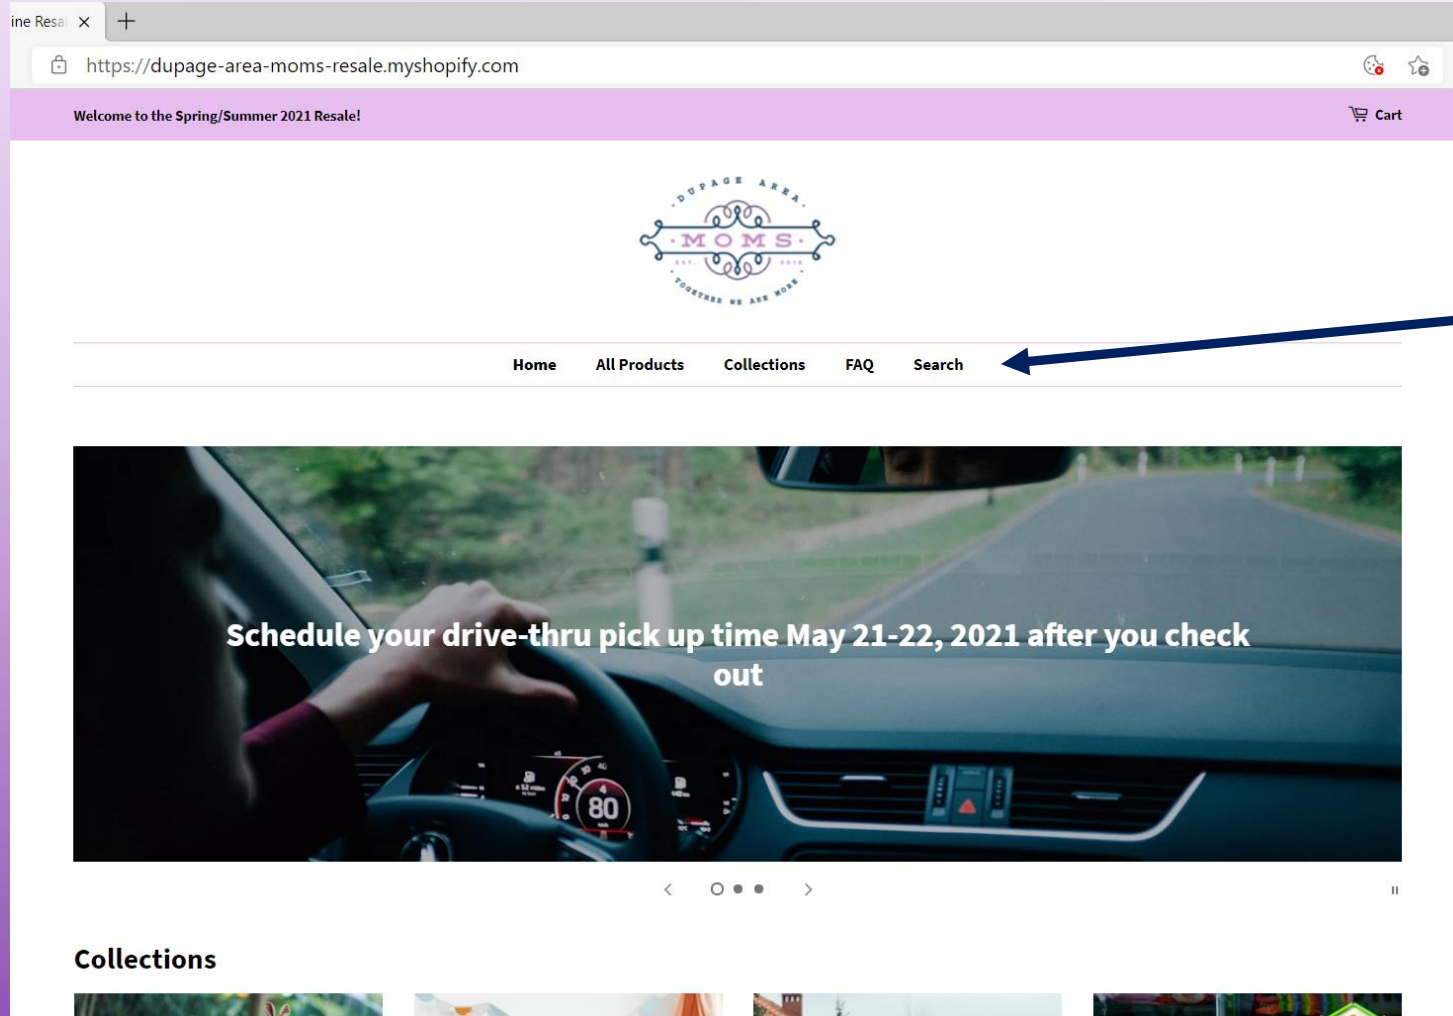 ine Resa
https://dupage-area-moms-resale.myshopify.com
Welcome to the Spring/Summer 2021 Resale!
Cart
· DUPAGE AREA ·
· MOMS ·
EST.
· TOGETHER WE ARE MORE ·
Home All Products Collections FAQ Search
Schedule your drive-thru pick up time May 21-22, 2021 after you check
out
80
Collections